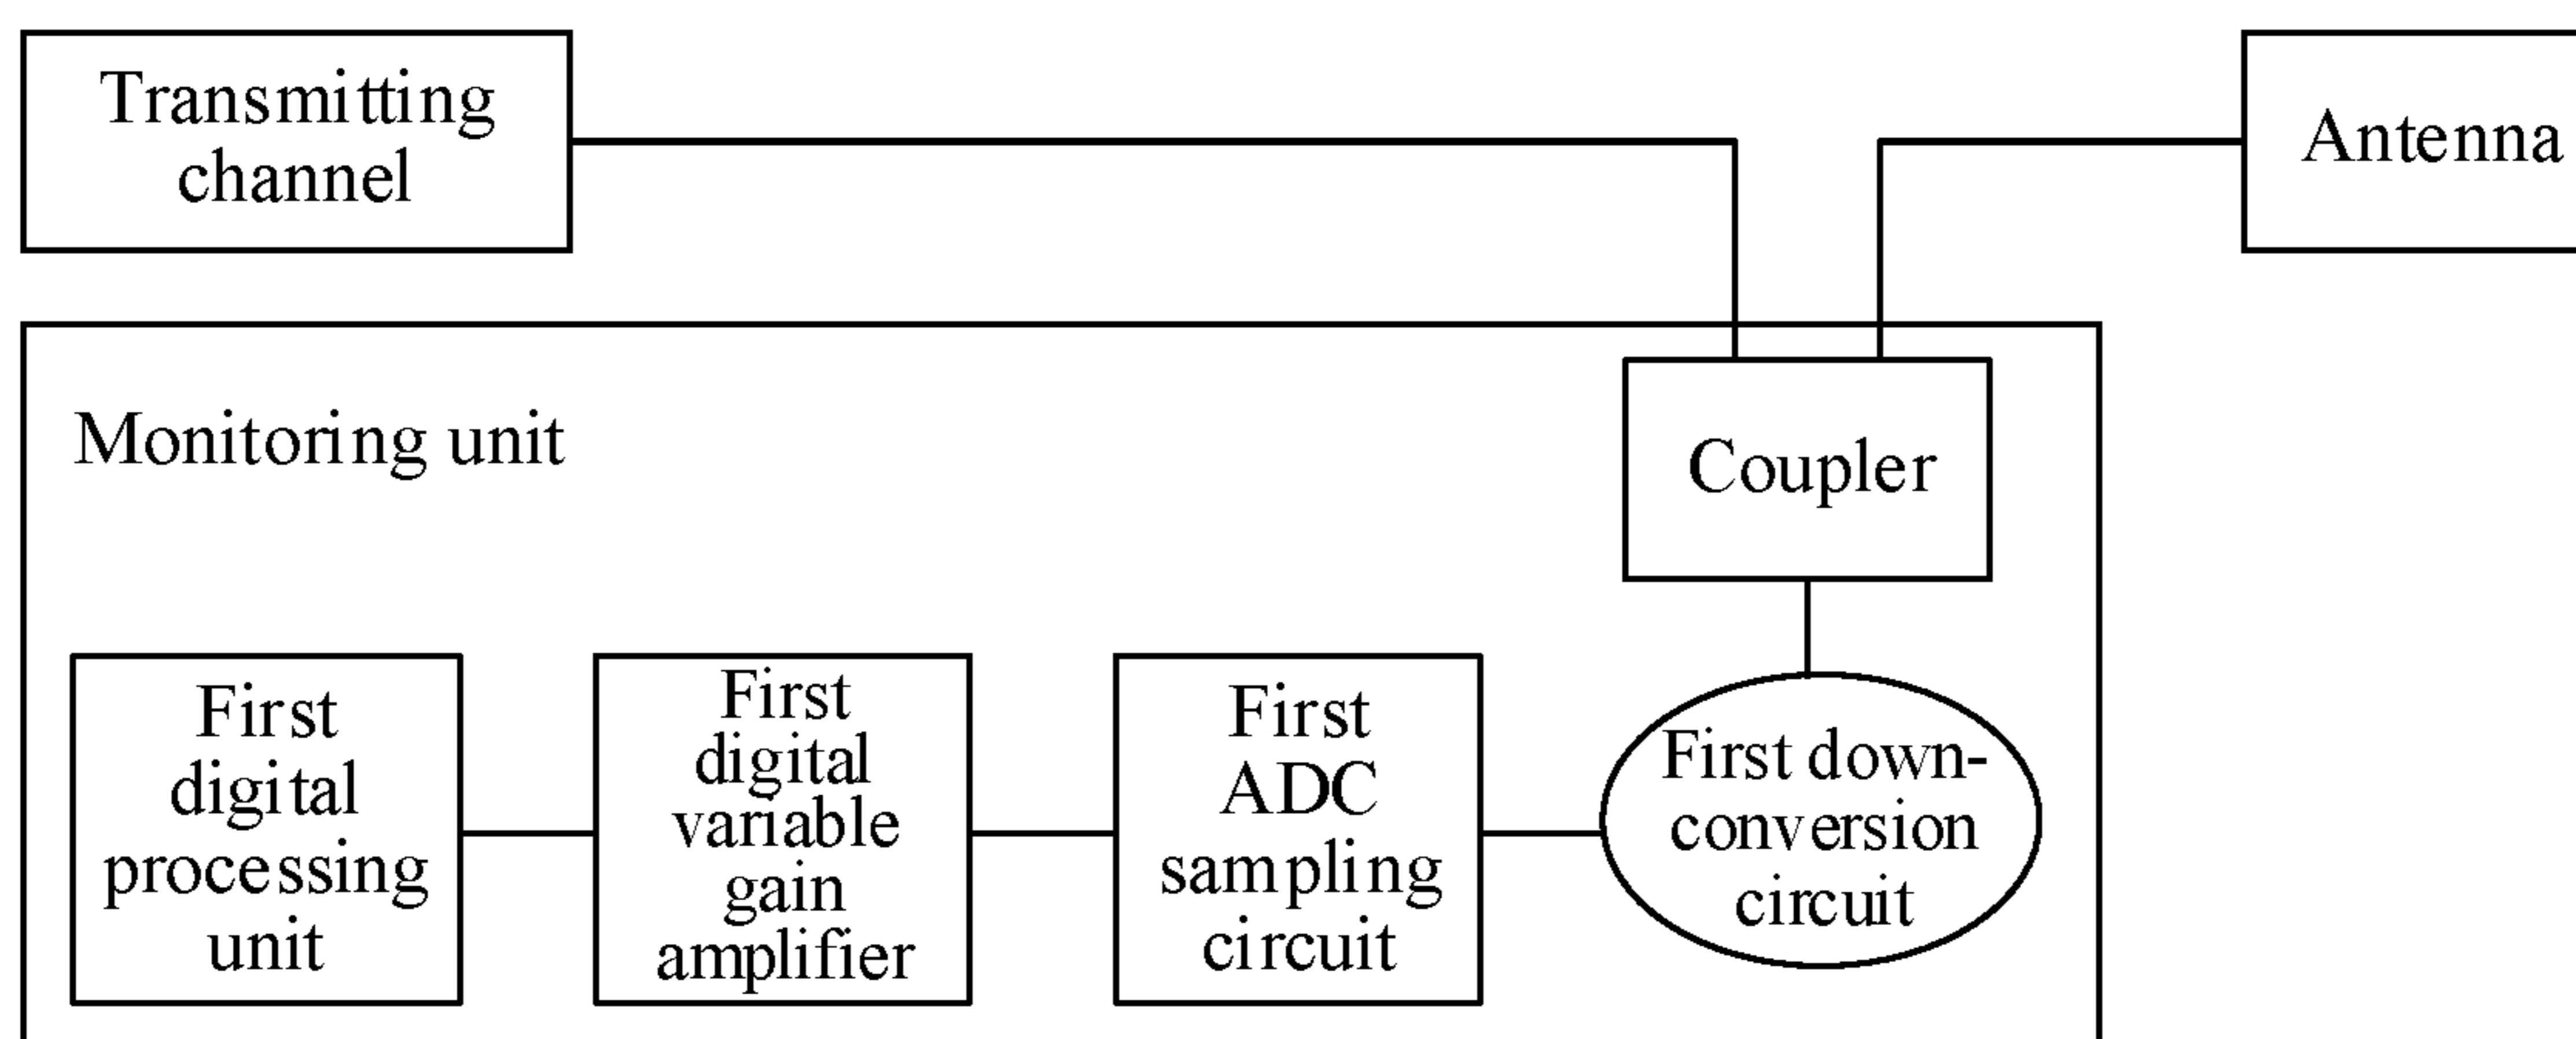 Transmitting
channel
Antenna
Monitoring unit
Coupler
First
digital
processing
unit
First
digital
variable
gain
amplifier
First
ADC
sampling
circuit
First down-
conversion
circuit